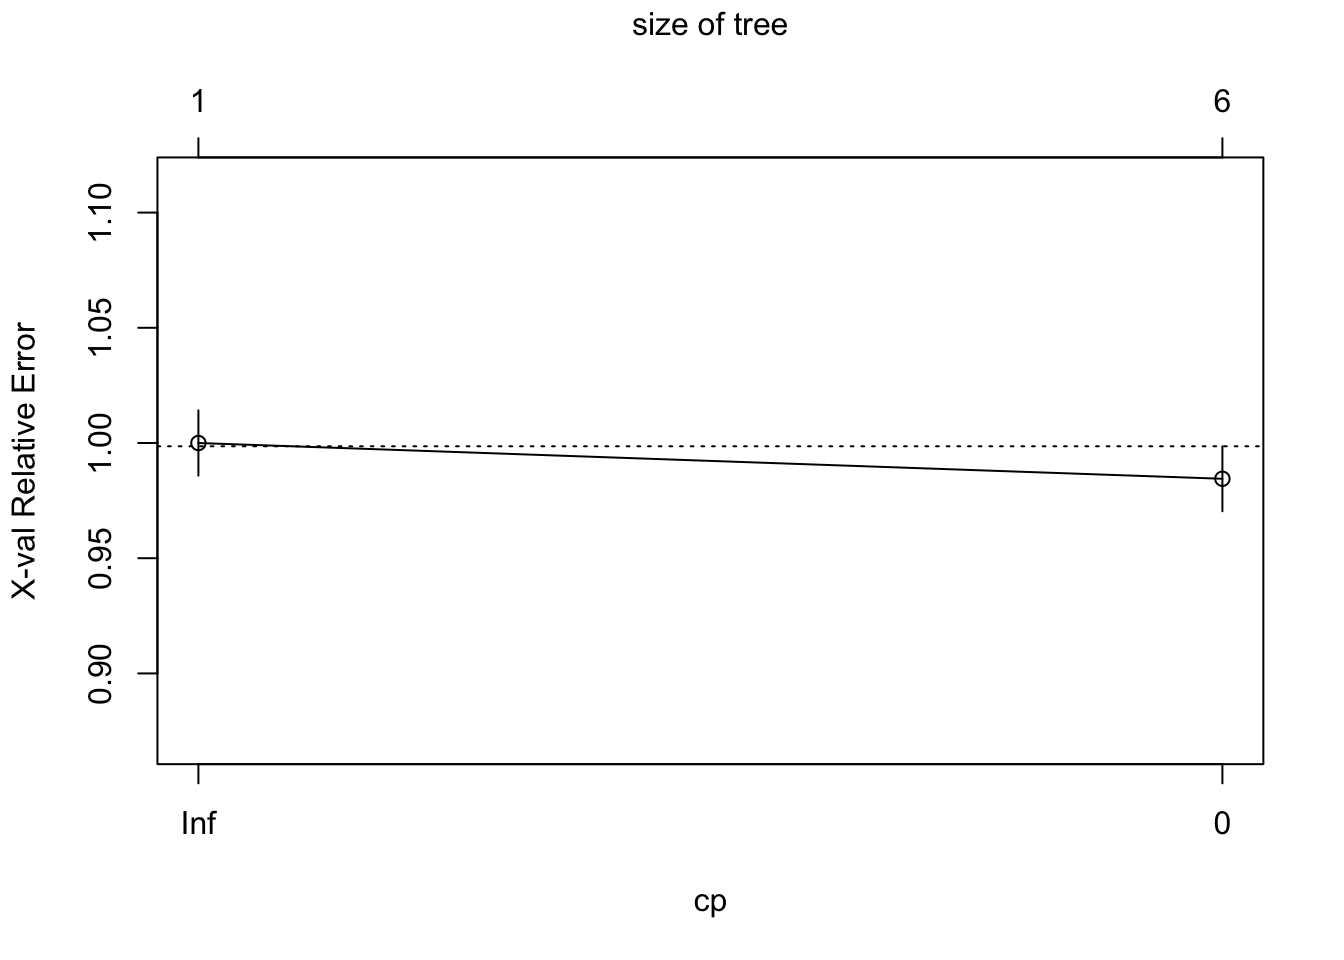 size of tree
1 6
1.10
1.05
1.00
0.95
0.90
X-val Relative Error
Inf 0
cp